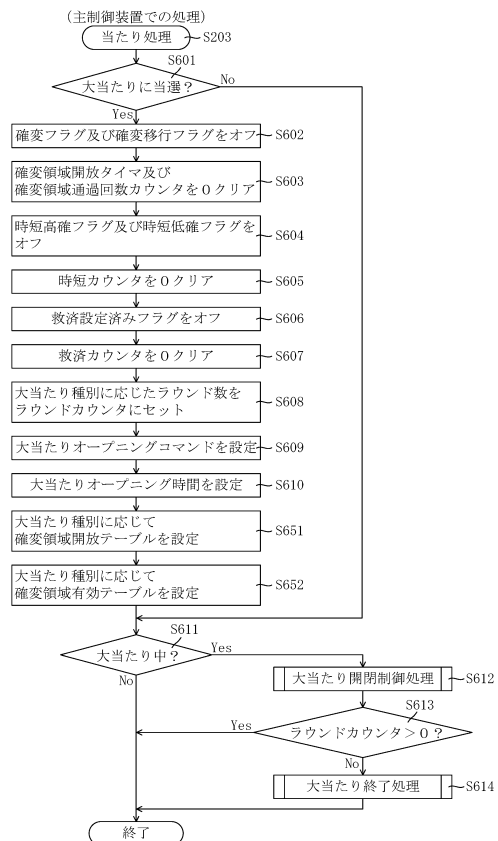 (主制御装置での処理)
当たり処理
S203
S601
大当たりに当選？
No
Yes
確変フラグ及び確変移行フラグをオフ
S602
確変領域開放タイマ及び
確変領域通過回数カウンタを０クリア
S603
時短高確フラグ及び時短低確フラグを
オフ
S604
時短カウンタを０クリア
S605
救済設定済みフラグをオフ
S606
救済カウンタを０クリア
S607
大当たり種別に応じたラウンド数を
ラウンドカウンタにセット
S608
大当たりオープニングコマンドを設定
S609
大当たりオープニング時間を設定
S610
大当たり種別に応じて
確変領域開放テーブルを設定
S651
大当たり種別に応じて
確変領域有効テーブルを設定
S652
S611
大当たり中？
Yes
No
大当たり開閉制御処理
S612
S613
ラウンドカウンタ＞０？
Yes
No
大当たり終了処理
S614
終了